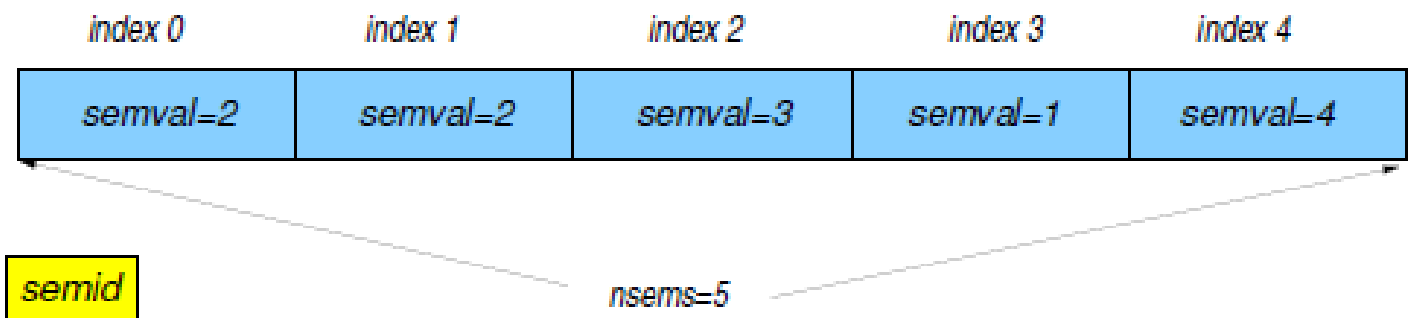 index 0 index 1 index 2 index 3 index 4
semval=2 semval=2 semval=3 semval=1 semval=4
semid nsems=5